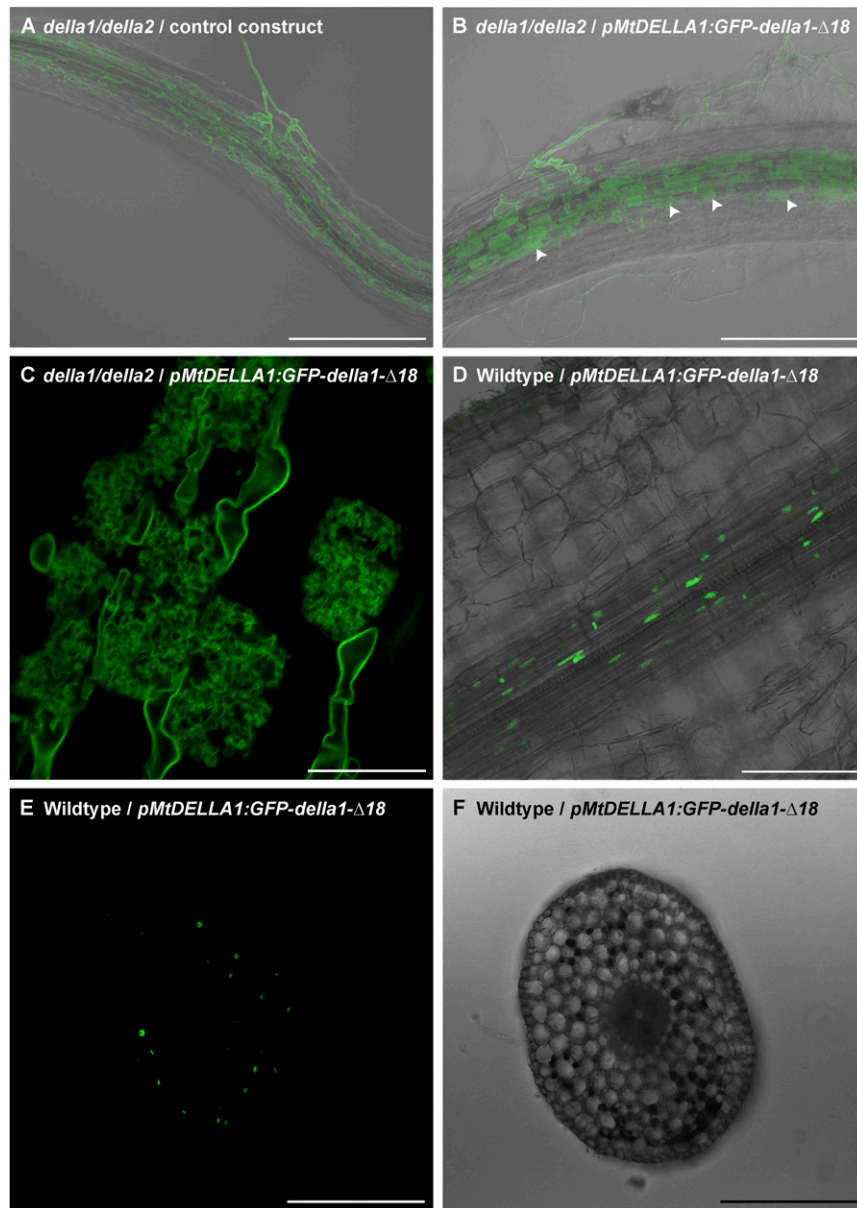 A della1/della2 / control construct
B della1/della2 / pMtDELLA1:GFP-della1-Δ18
C della1/della2 / pMtDELLA1:GFP-della1-Δ18
D Wildtype / pMtDELLA1:GFP-della1-Δ18
E Wildtype / pMtDELLA1:GFP-della1-Δ18
F Wildtype / pMtDELLA1:GFP-della1-Δ18